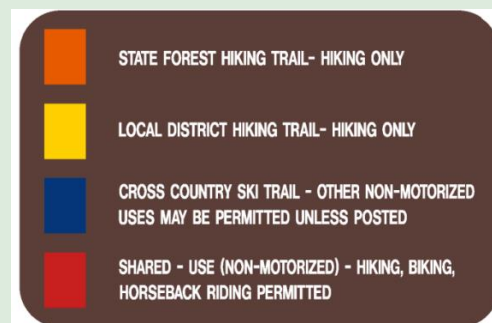 STATE FOREST HIKING TRAIL- HIKING ONLY
LOCAL DISTRICT HIKING TRAIL- HIKING ONLY
CROSS COUNTRY SKI TRAIL - OTHER NON-MOTORIZED
USES MAY BE PERMITTED UNLESS POSTED
SHARED - USE (NON-MOTORIZED) - HIKING, BIKING,
HORSEBACK RIDING PERMITTED